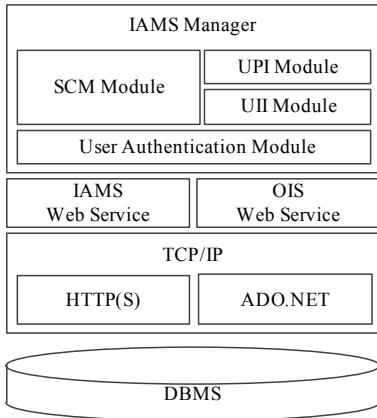 IAMS Manager
SCM Module
UPI Module
UII Module
User Authentication Module
IAMS
Web Service
OIS
Web Service
TCP/IP
HTTP(S)
ADO.NET
DBMS